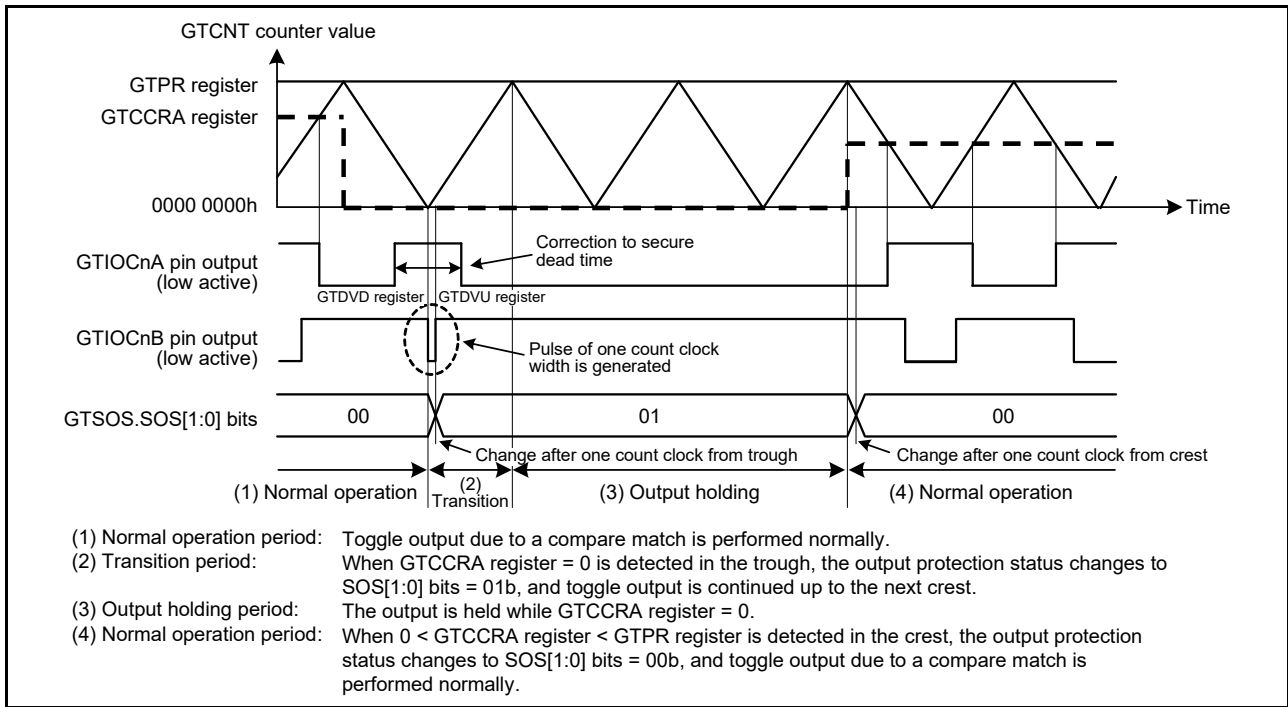 GTCNT counter value
GTPR register
GTCCRA register
0000 0000h
Time
GTIOCnA pin output
(low active)
Correction to secure
dead time
GTDVD register
GTDVU register
GTIOCnB pin output
(low active)
Pulse of one count clock
width is generated
GTSOS.SOS[1:0] bits
00
01
00
Change after one count clock from trough
Change after one count clock from crest
(1) Normal operation
(2)
Transition
(3) Output holding
(4) Normal operation
(1) Normal operation period: Toggle output due to a compare match is performed normally.
(2) Transition period: When GTCCRA register = 0 is detected in the trough, the output protection status changes to
SOS[1:0] bits = 01b, and toggle output is continued up to the next crest.
(3) Output holding period: The output is held while GTCCRA register = 0.
(4) Normal operation period: When 0 < GTCCRA register < GTPR register is detected in the crest, the output protection
status changes to SOS[1:0] bits = 00b, and toggle output due to a compare match is
performed normally.